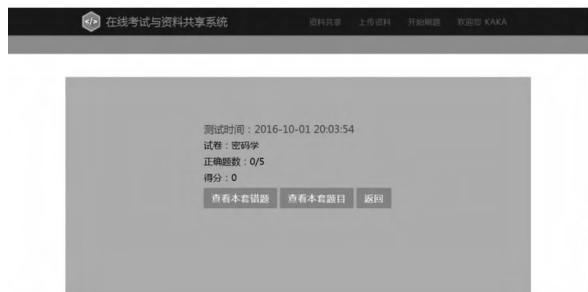 </> 在线考试与资料共享系统 资料共享 上传资料 开始刷题 欢迎您 KAKA
测试时间：2016-10-01 20:03:54
试卷：密码学
正确题数：0/5
得分：0
查看本套错题 查看本套题目 返回